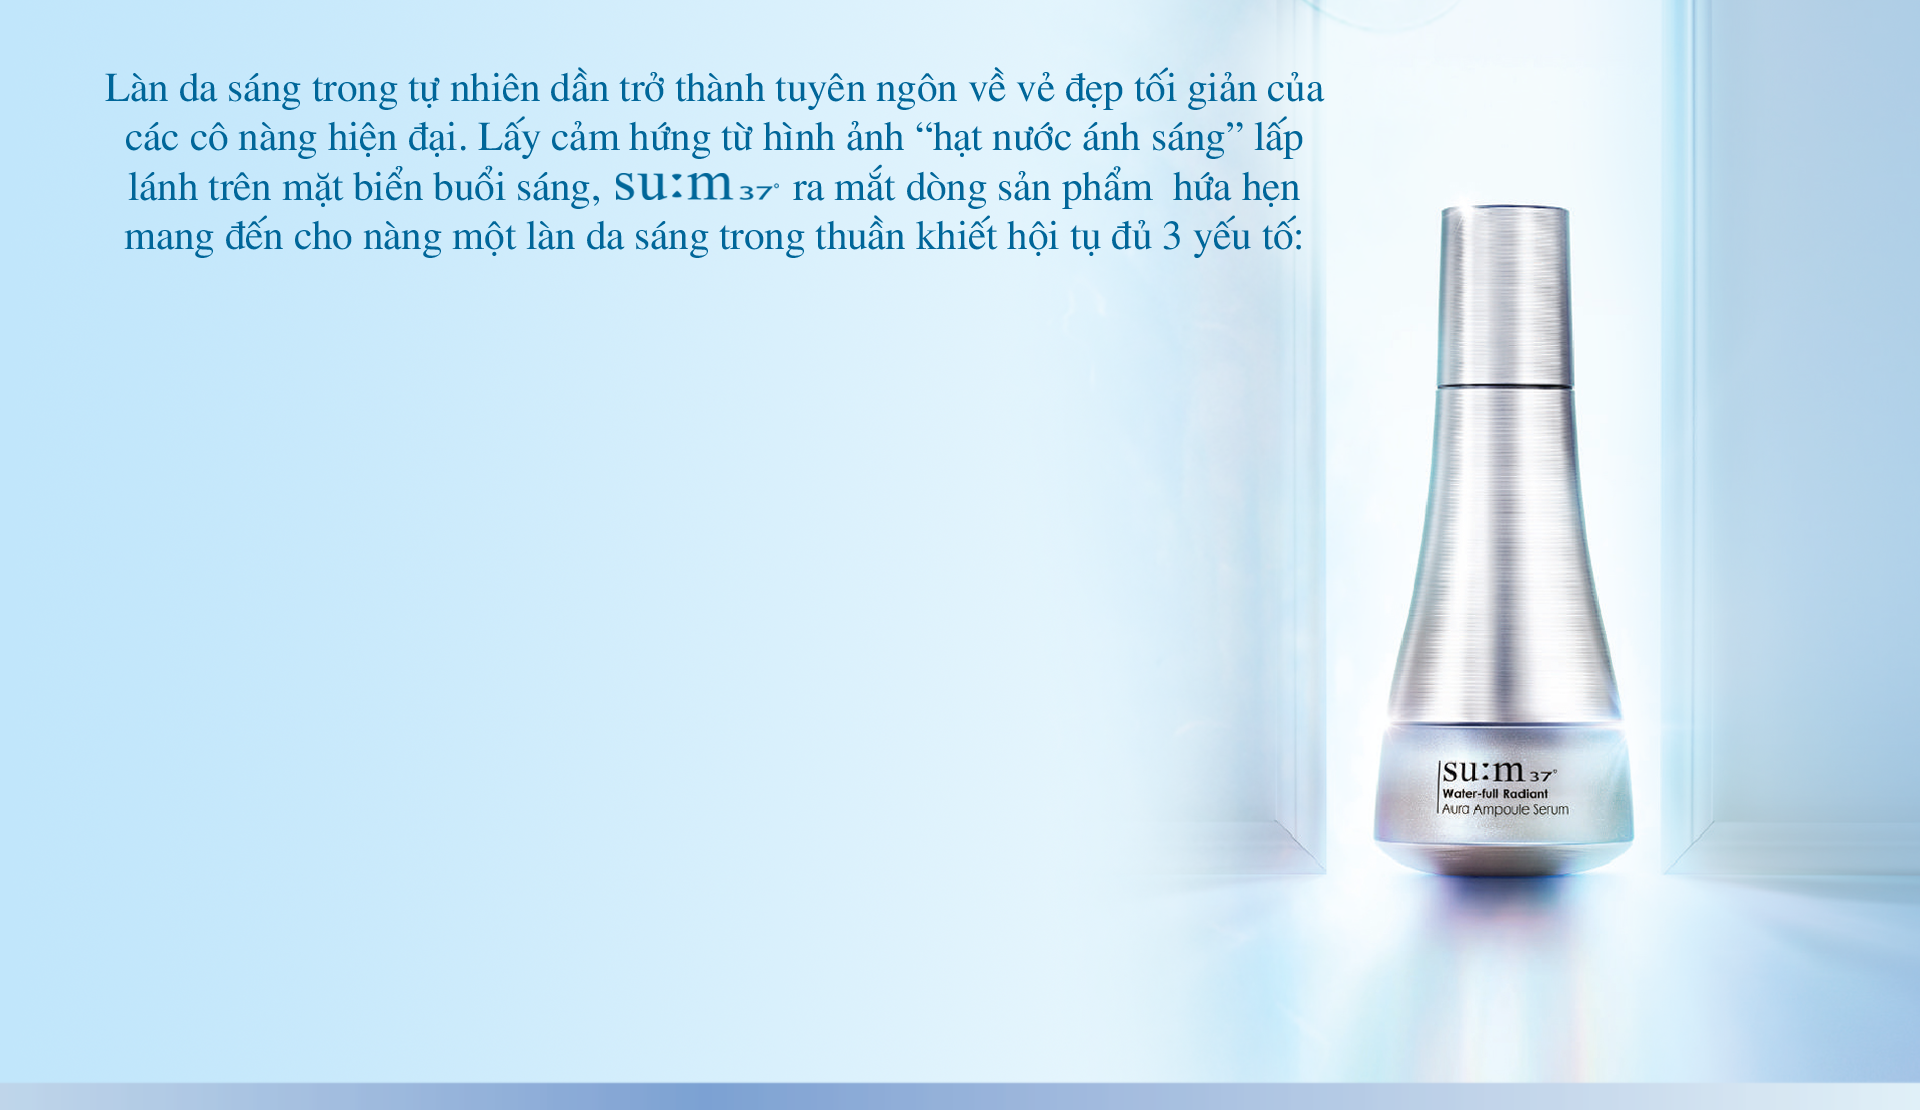 Làn da sáng trong tự nhiên dần trở thành tuyên ngôn về vẻ đẹp tối giản của
các cô nàng hiện đại. Lấy cảm hứng từ hình ảnh “hạt nước ánh sáng” lấp
lánh trên mặt biển buổi sáng, su:m37° ra mắt dòng sản phẩm hứa hẹn
mang đến cho nàng một làn da sáng trong thuần khiết hội tụ đủ 3 yếu tố:
su:m37°
Water-full Radiant
Aura Ampoule Serum